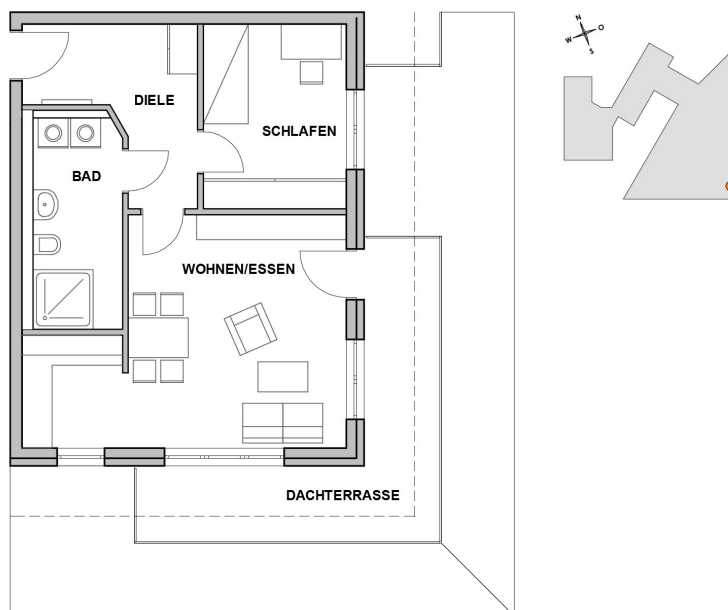 DIELE
SCHLAFEN
BAD
WOHNEN/ESSEN
DACHTERRASSE
N
W O
S